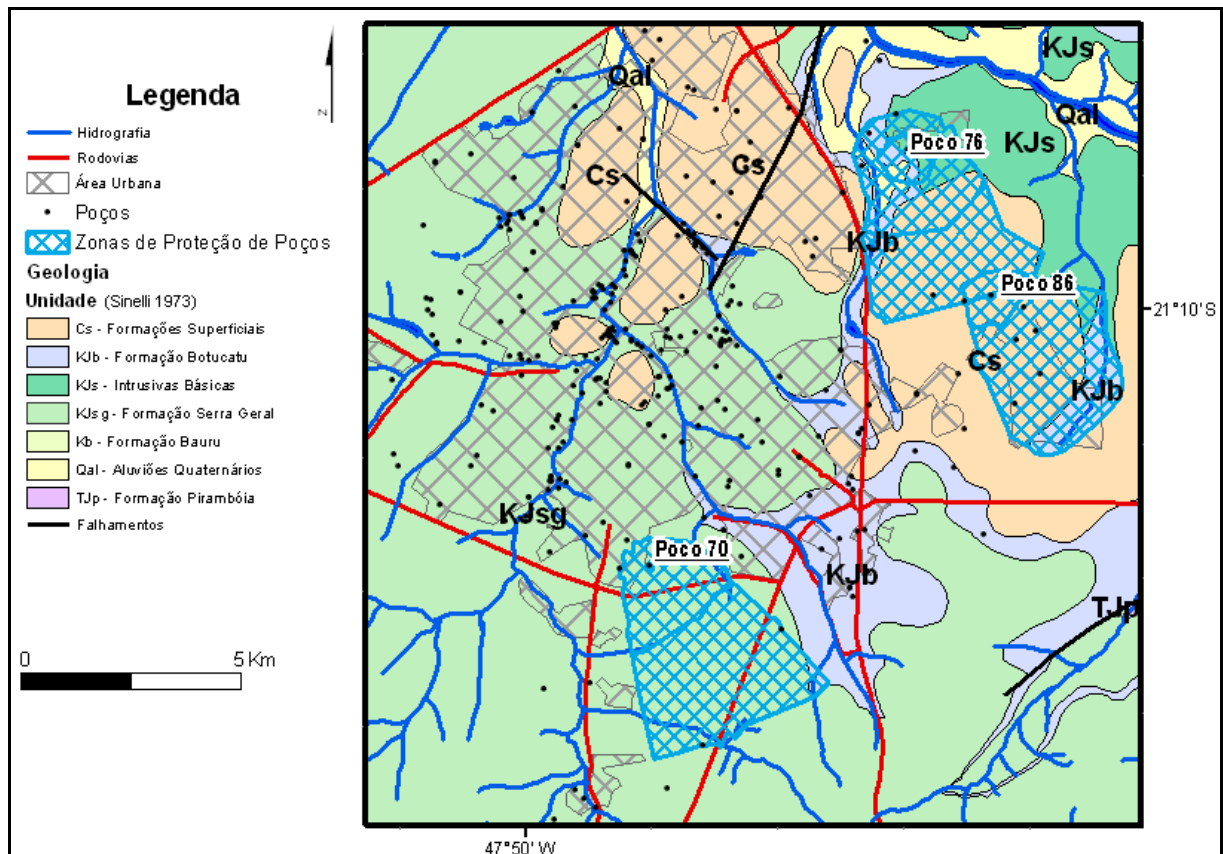 Legenda
Hidrografia
Rodovias
Área Urbana
Poços
Zonas de Proteção de Poços
Geologia
Unidade (Sinelli 1973)
Cs - Formações Superficiais
KJb - Formação Botucatu
KJs - Intrusivas Básicas
KJsg - Formação Serra Geral
Kb - Formação Bauru
Qal - Aluviões Quaternários
TJp - Formação Pirambóia
Falhamentos
0 5 Km
z
KJs
Qal
Qal
Poco 76
KJs
Cs
Cs
KJb
Poco 86
21°10'S
Cs
KJb
KJsg
Poco 70
KJb
TJp
47°50' W